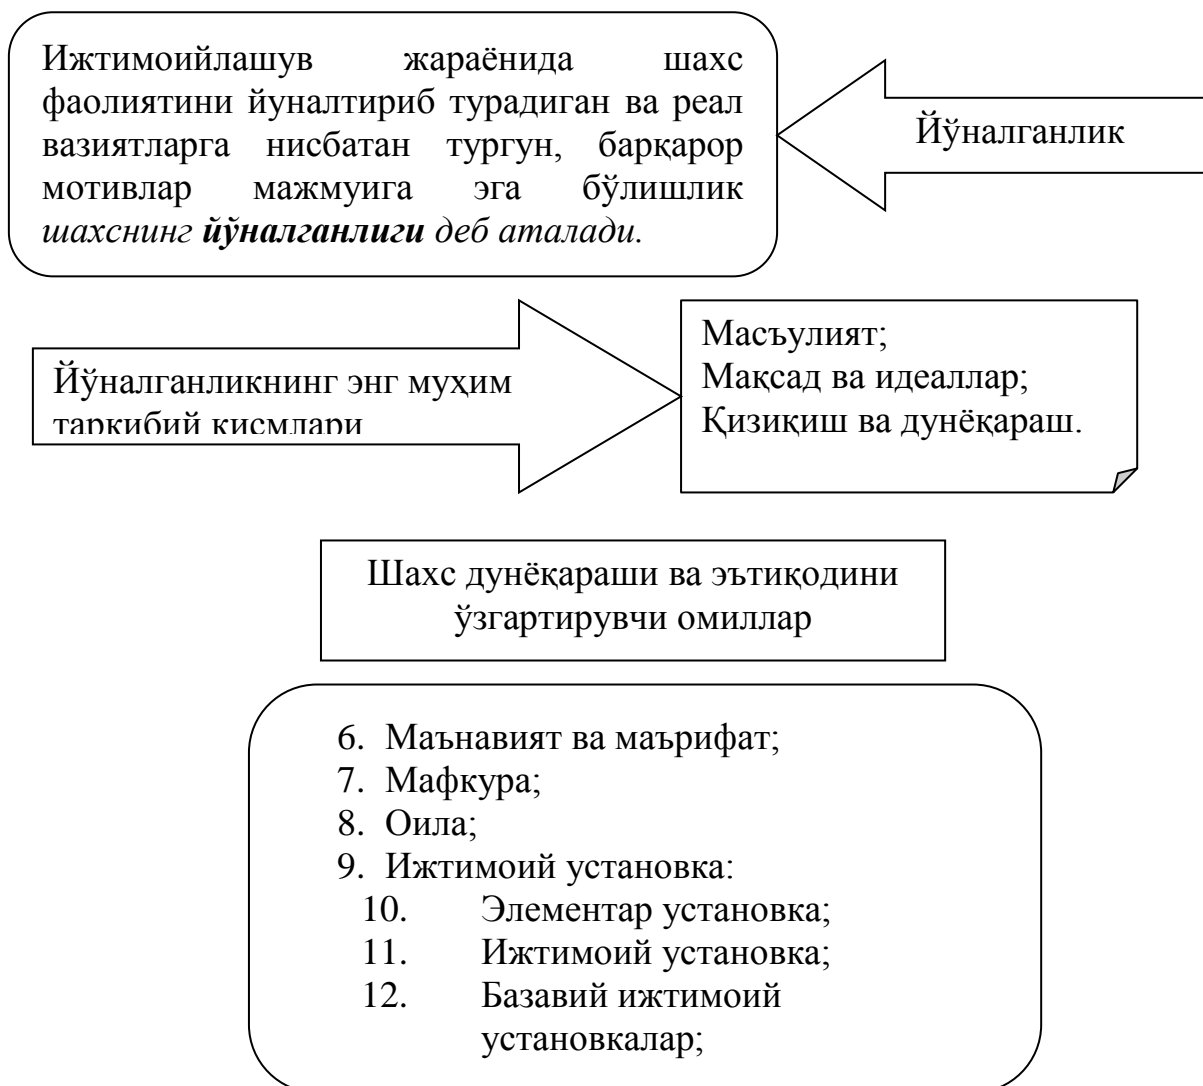 Ижтимоийлашув жараёнида шахс
фаолиятини йуналтириб турадиган ва реал
вазиятларга нисбатан тургун, барқарор
мотивлар мажмуига эга бўлишлик
шахснинг йўналганлиги деб аталади.
Йўналганлик
Йўналганликнинг энг муҳим
таркибий қисмлари
Масъулият;
Мақсад ва идеаллар;
Қизиқиш ва дунёқараш.
Шахс дунёқараши ва эътиқодини
ўзгартирувчи омиллар
6. Маънавият ва маърифат;
7. Мафкура;
8. Оила;
9. Ижтимоий установка:
10. Элементар установка;
11. Ижтимоий установка;
12. Базавий ижтимоий
установкалар;